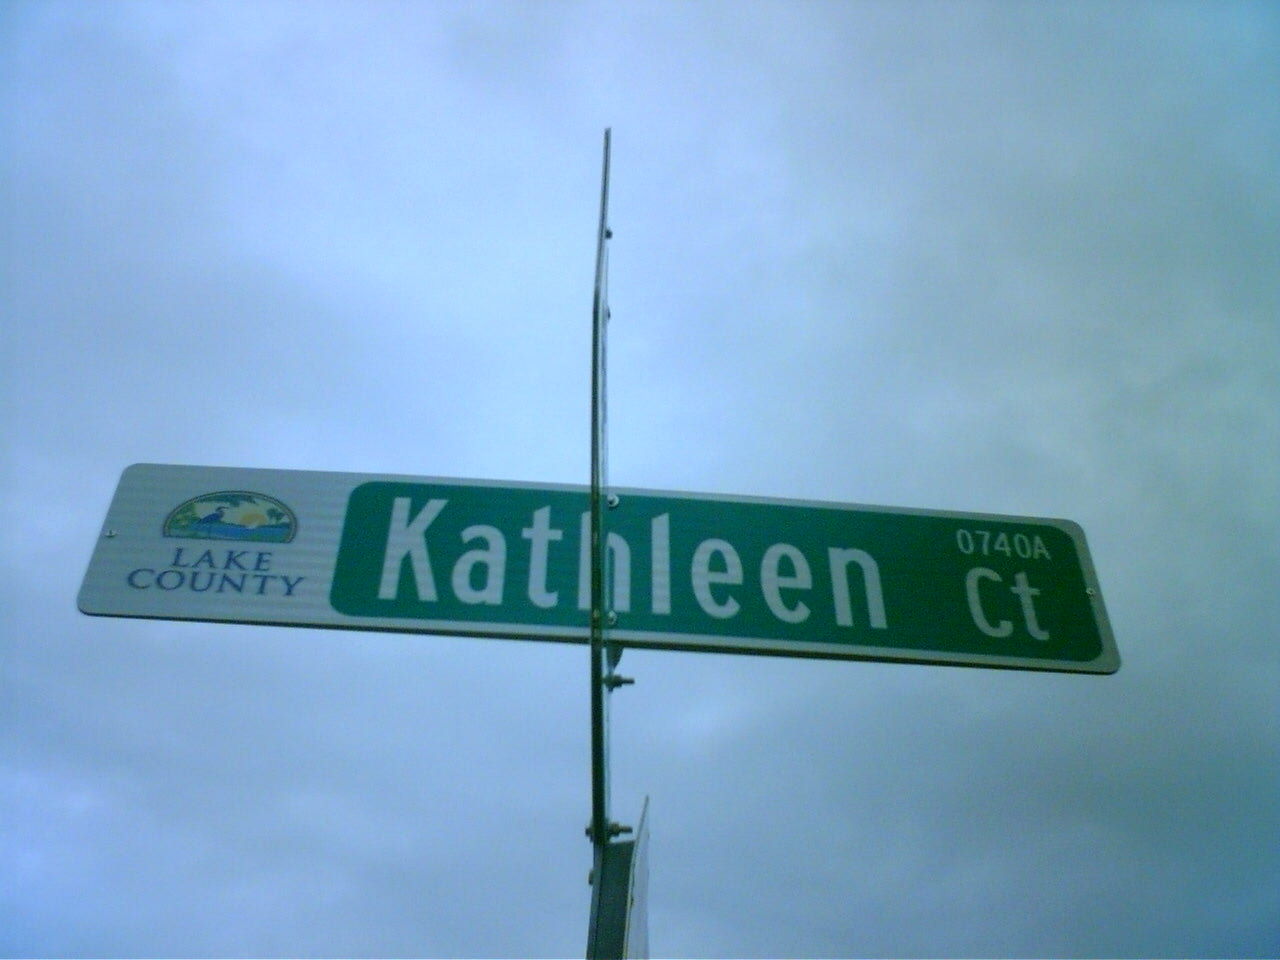 LAKE
COUNTY
Kathleen Ct
0740A